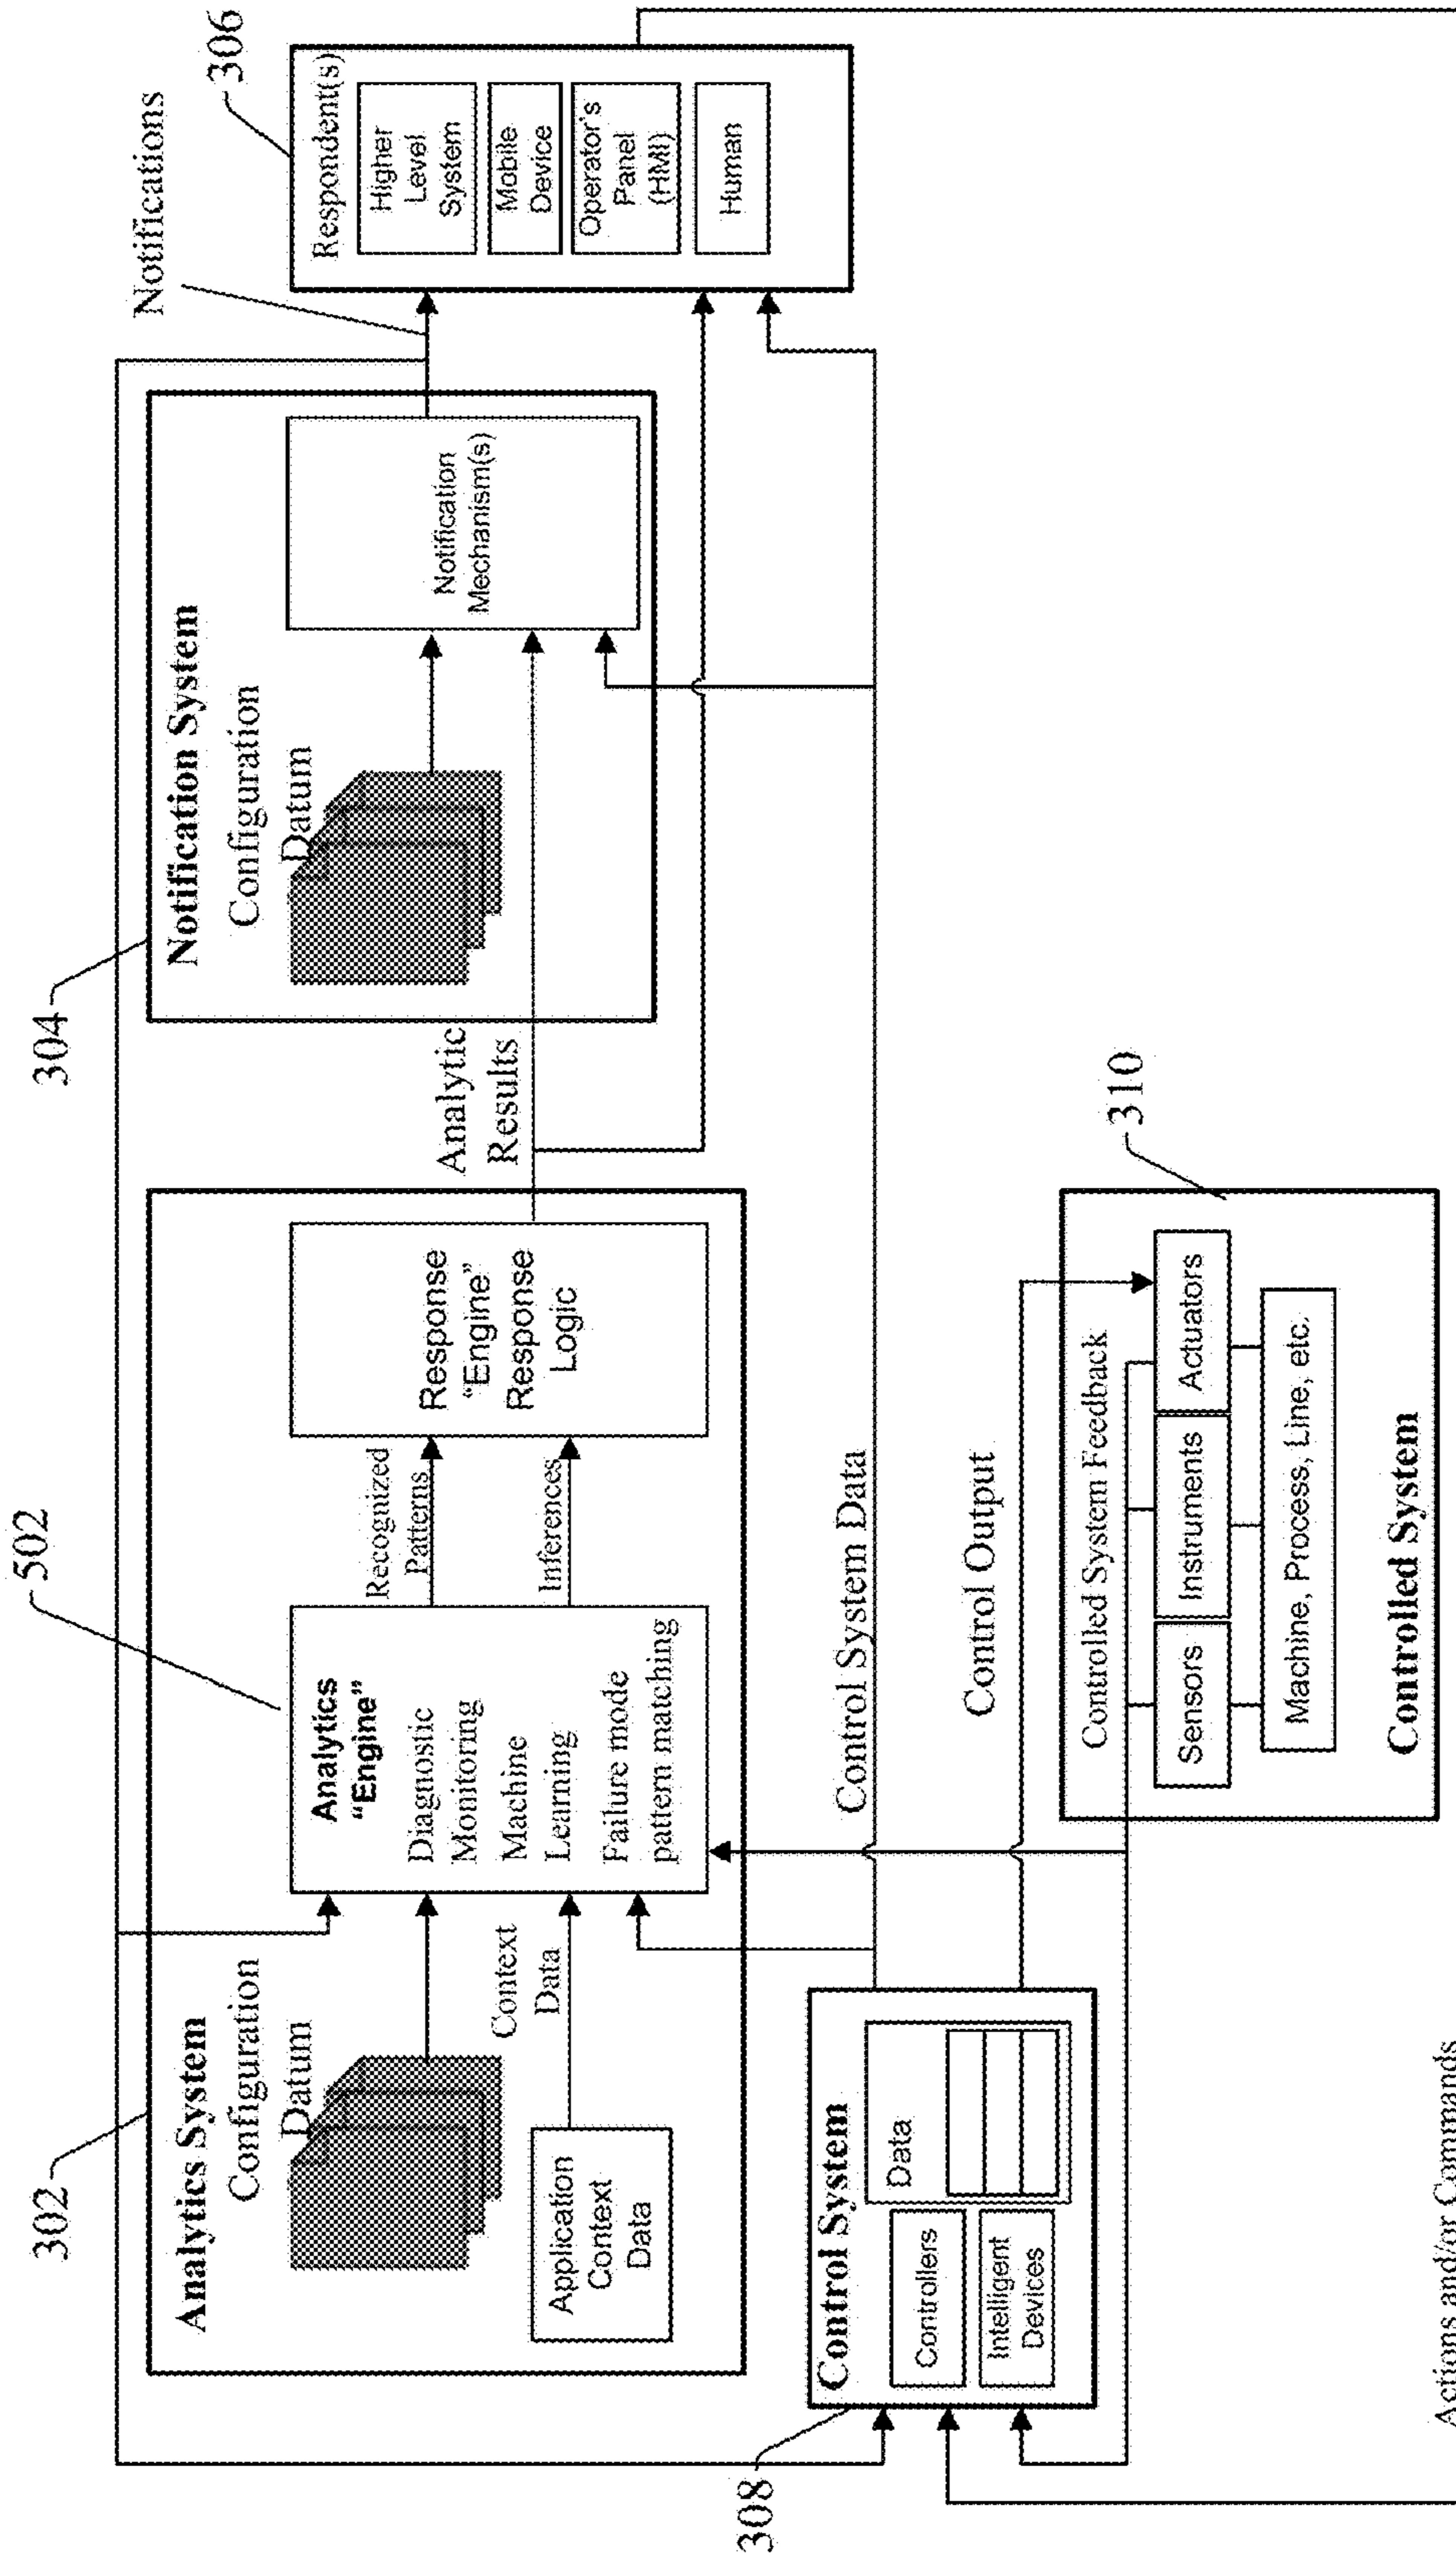 302
Analytics System
Configuration
Datum
Application
Context
Data
Context
Data
502
Analytics
“Engine”
Diagnostic
Monitoring
Machine
Learning
Failure mode
pattern matching
Recognized
Patterns
Inferences
Response
“Engine”
Response
Logic
Analytic
Results
304
Notification System
Configuration
Datum
Notification
Mechanism(s)
Notifications
306
Respondent(s)
Higher
Level
System
Mobile
Device
Operator's
Panel
(HMI)
Human
308
Control System
Controllers
Intelligent
Devices
Data
Control System Data
Control Output
310
Controlled System Feedback
Sensors
Instruments
Actuators
Machine, Process, Line, etc.
Controlled System
Actions and/or Commands